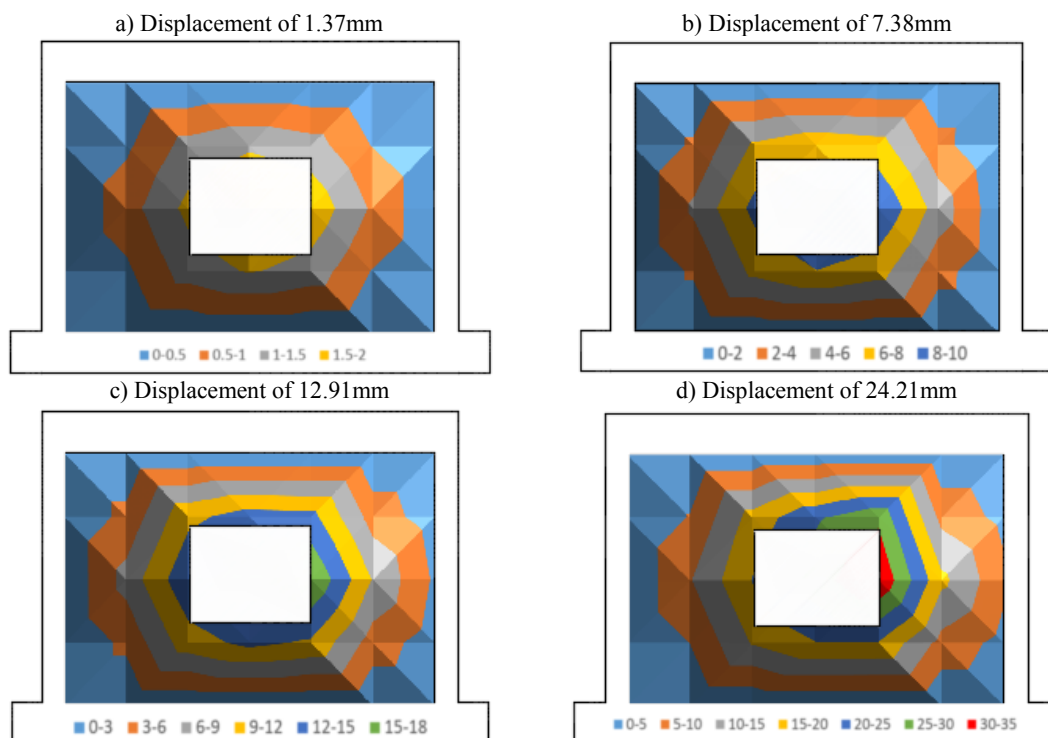 a) Displacement of 1.37mm
b) Displacement of 7.38mm
0-0.5 0.5-1 1-1.5 1.5-2
0-2 2-4 4-6 6-8 8-10
c) Displacement of 12.91mm
d) Displacement of 24.21mm
0-3 3-6 6-9 9-12 12-15 15-18
0-5 5-10 10-15 15-20 20-25 25-30 30-35